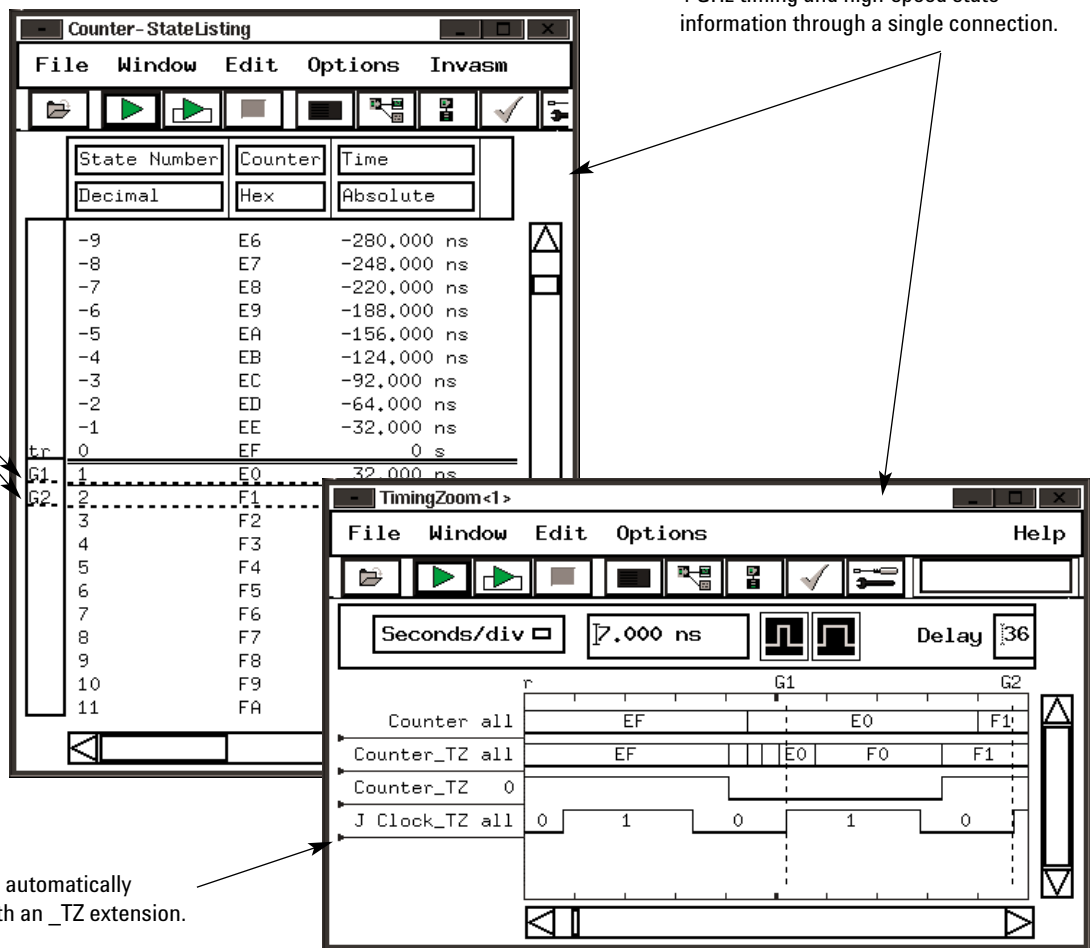 information through a single connection.
Counter-StateListing
File Window Edit Options Invasm
State Number Counter Time
Decimal Hex Absolute
-9 E6 -280.000 ns
-8 E7 -248.000 ns
-7 E8 -220.000 ns
-6 E9 -188.000 ns
-5 EA -156.000 ns
-4 EB -124.000 ns
-3 EC -92.000 ns
-2 ED -64.000 ns
-1 EE -32.000 ns
tr 0 EF 0 s
G1 1 E0 32.000 ns
G2 2 F1
3 F2
4 F3
5 F4
6 F5
7 F6
8 F7
9 F8
10 F9
11 FA
TimingZoom<1>
File Window Edit Options Help
Seconds/div 7.000 ns Delay 36
r G1 G2
Counter all EF E0 F1
Counter_TZ all EF E0 F0 F1
Counter_TZ 0
J Clock_TZ all 0 1 0 1 0
automatically
an _TZ extension.